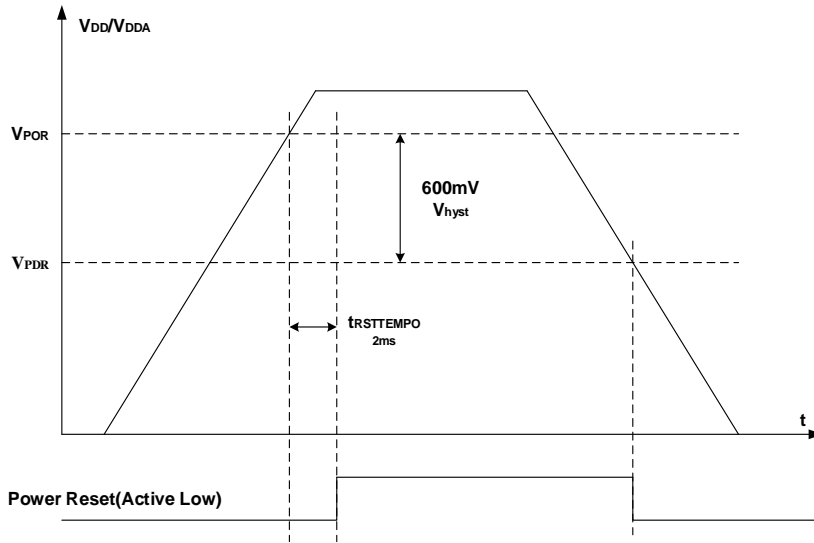 VDD/VDDA
VPOR
600mV
Vhyst
VPDR
tRSTTEMPO
2ms
t
Power Reset(Active Low)